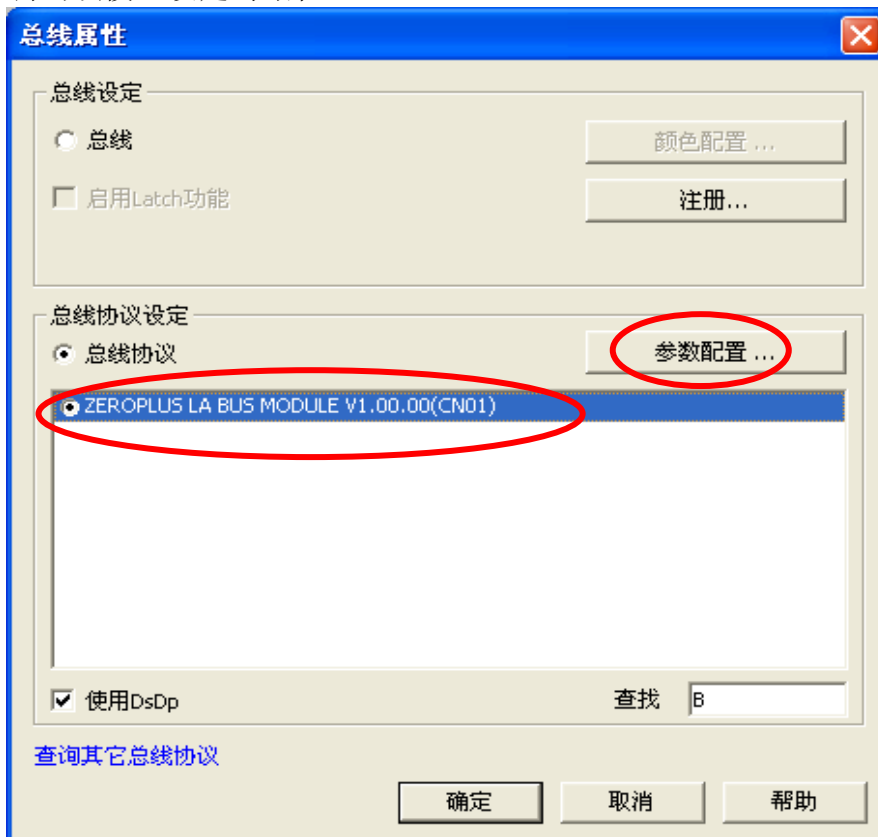 总线属性
总线设定
总线
颜色配置 ...
启用Latch功能
注册...
总线协议设定
总线协议
参数配置 ...
ZEROPLUS LA BUS MODULE V1.00.00(CN01)
使用DsDp
查找 B
查询其它总线协议
确定 取消 帮助